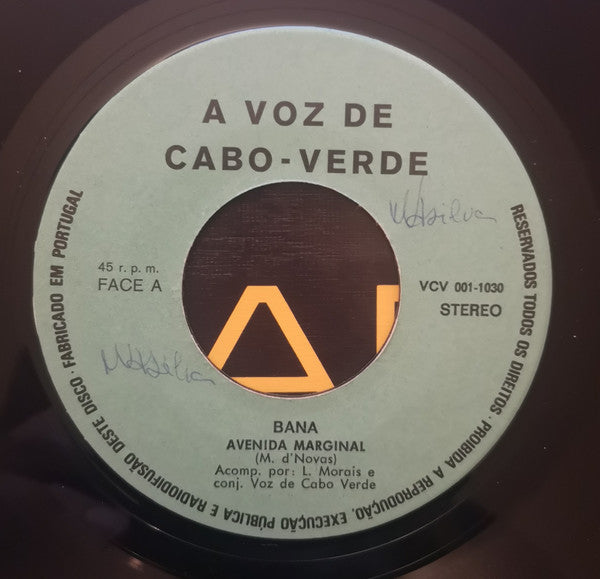 A VOZ DE
CABO-VERDE
45 r. p. m.
FACE A
VCV 001-1030
STEREO
BANA
AVENIDA MARGINAL
(M. d'Novas)
Acomp. por: L. Morais e
conj. Voz de Cabo Verde
RESERVADOS TODOS OS DIREITOS · PROIBIDA A REPRODUÇÃO, EXECUÇÃO PÚBLICA E RADIODIFUSÃO DESTE DISCO · FABRICADO EM PORTUGAL